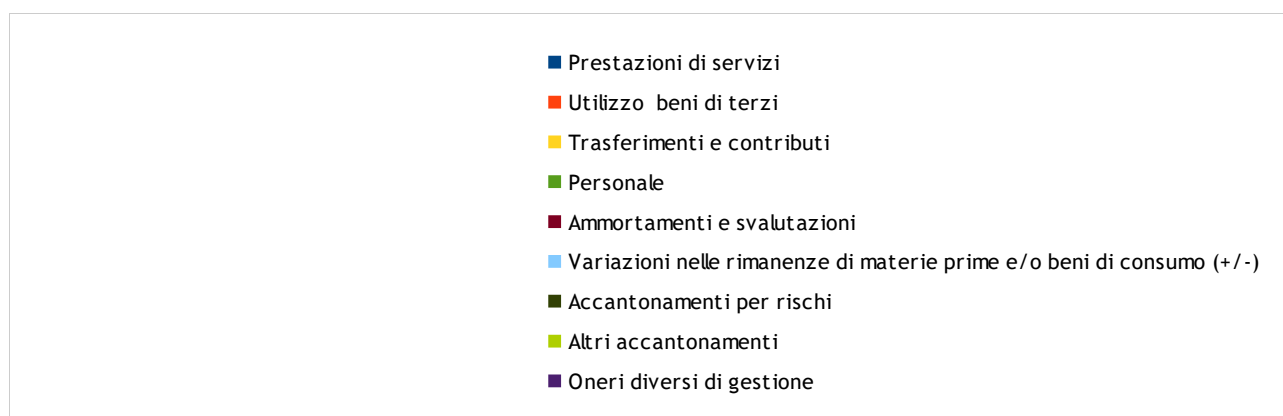 Prestazioni di servizi
Utilizzo beni di terzi
Trasferimenti e contributi
Personale
Ammortamenti e svalutazioni
Variazioni nelle rimanenze di materie prime e/o beni di consumo (+/-)
Accantonamenti per rischi
Altri accantonamenti
Oneri diversi di gestione